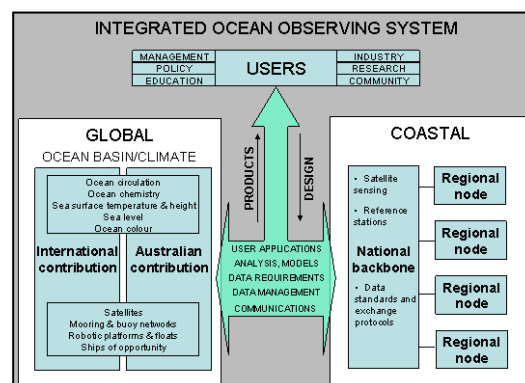 INTEGRATED OCEAN OBSERVING SYSTEM
MANAGEMENT
POLICY
EDUCATION
USERS
INDUSTRY
RESEARCH
COMMUNITY
GLOBAL
OCEAN BASIN/CLIMATE
Ocean circulation
Ocean chemistry
Sea surface temperature & height
Sea level
Ocean colour
International
contribution
Australian
contribution
Satellites
Mooring & buoy networks
Robotic platforms & floats
Ships of opportunity
PRODUCTS
DESIGN
USER APPLICATIONS
ANALYSIS, MODELS
DATA REQUIREMENTS
DATA MANAGEMENT
COMMUNICATIONS
COASTAL
• Satellite
sensing
• Reference
stations
National
backbone
• Data
standards and
exchange
protocols
Regional
node
Regional
node
Regional
node
Regional
node